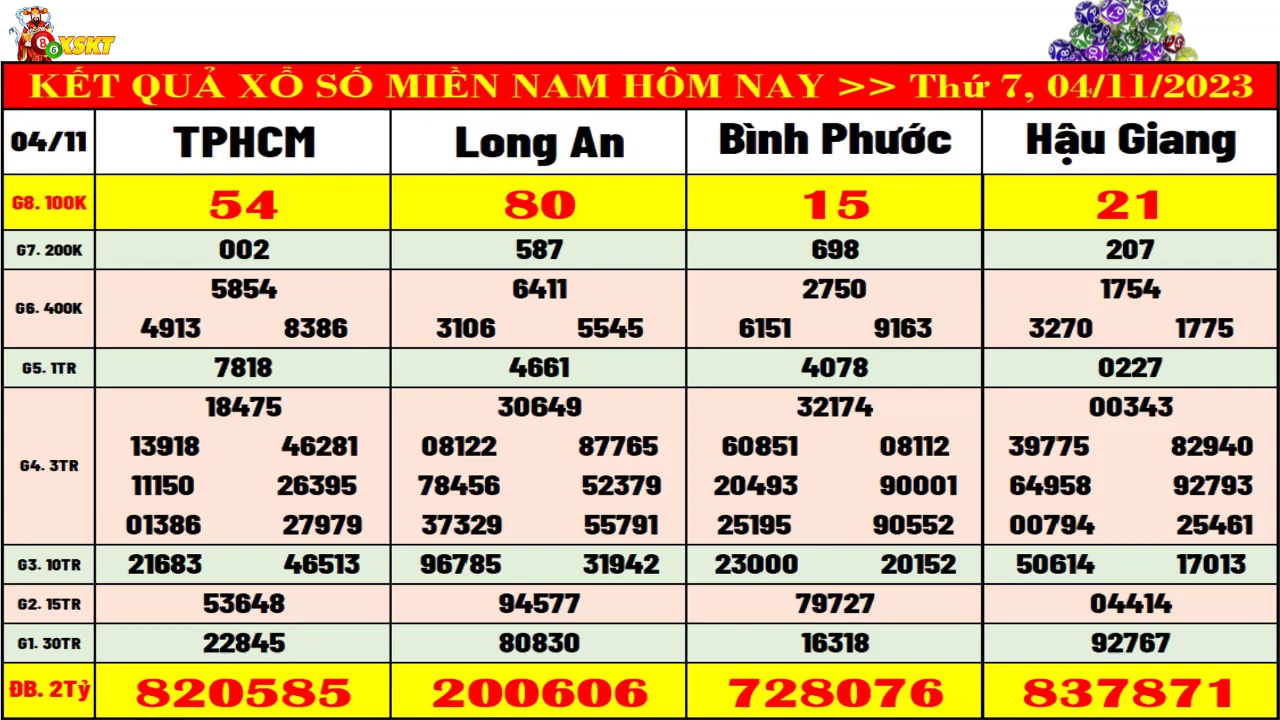 XSKT
KẾT QUẢ XỔ SỐ MIỀN NAM HÔM NAY >> Thứ 7, 04/11/2023
04/11 TPHCM Long An Bình Phước Hậu Giang
G8. 100K 54 80 15 21
G7. 200K 002 587 698 207
5854 6411 2750 1754
G6. 400K
4913 8386 3106 5545 6151 9163 3270 1775
G5. 1TR 7818 4661 4078 0227
18475 30649 32174 00343
13918 46281 08122 87765 60851 08112 39775 82940
G4. 3TR
11150 26395 78456 52379 20493 90001 64958 92793
01386 27979 37329 55791 25195 90552 00794 25461
G3. 10TR 21683 46513 96785 31942 23000 20152 50614 17013
G2. 15TR 53648 94577 79727 04414
G1. 30TR 22845 80830 16318 92767
ĐB. 2Tỷ 820585 200606 728076 837871